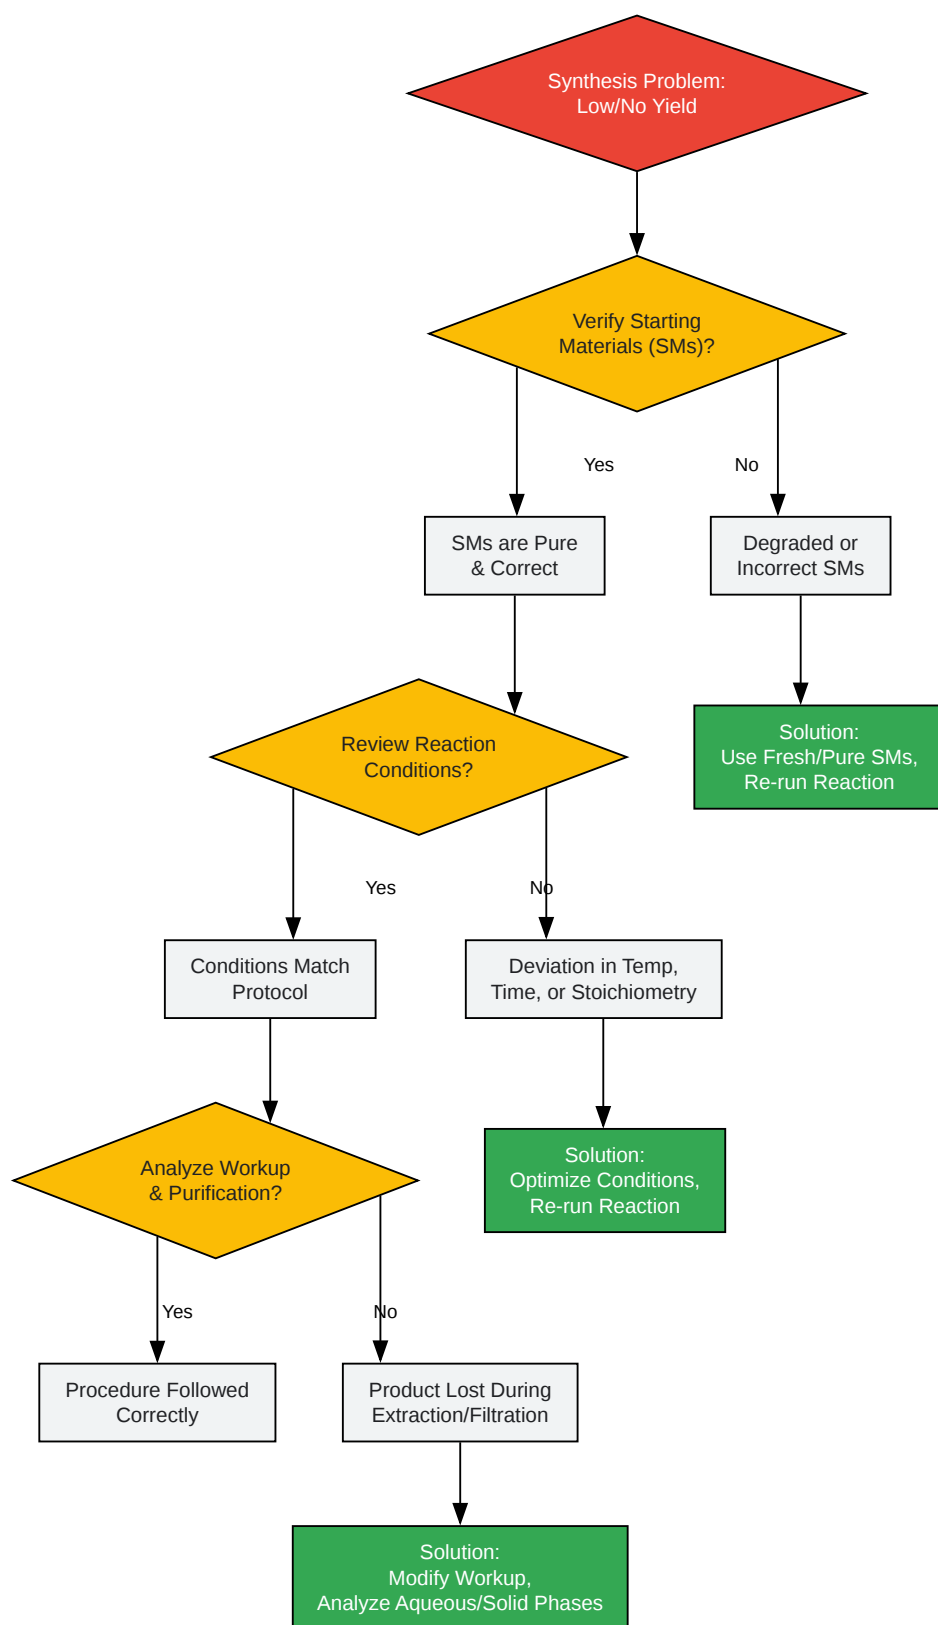 Synthesis Problem:
Low/No Yield
Verify Starting
Materials (SMs)?
Yes
No
SMs are Pure
& Correct
Degraded or
Incorrect SMs
Solution:
Use Fresh/Pure SMs,
Re-run Reaction
Review Reaction
Conditions?
Yes
No
Conditions Match
Protocol
Deviation in Temp,
Time, or Stoichiometry
Solution:
Optimize Conditions,
Re-run Reaction
Analyze Workup
& Purification?
Yes
No
Procedure Followed
Correctly
Product Lost During
Extraction/Filtration
Solution:
Modify Workup,
Analyze Aqueous/Solid Phases